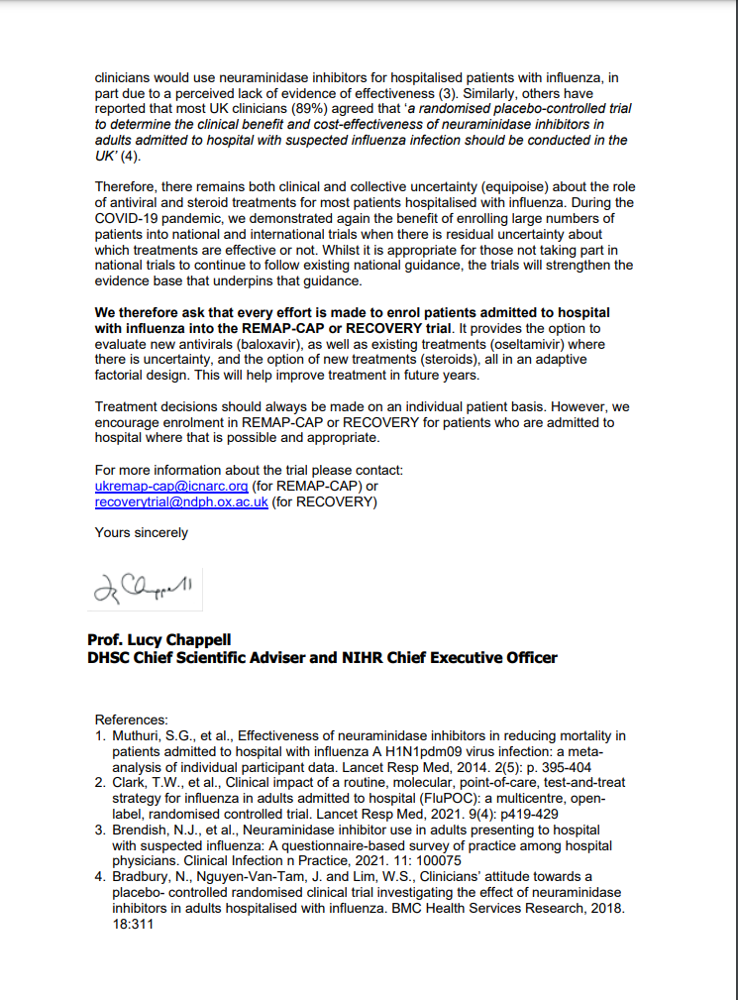 clinicians would use neuraminidase inhibitors for hospitalised patients with influenza, in
part due to a perceived lack of evidence of effectiveness (3). Similarly, others have
reported that most UK clinicians (89%) agreed that ‘a randomised placebo-controlled trial
to determine the clinical benefit and cost-effectiveness of neuraminidase inhibitors in
adults admitted to hospital with suspected influenza infection should be conducted in the
UK’ (4).
Therefore, there remains both clinical and collective uncertainty (equipoise) about the role
of antiviral and steroid treatments for most patients hospitalised with influenza. During the
COVID-19 pandemic, we demonstrated again the benefit of enrolling large numbers of
patients into national and international trials when there is residual uncertainty about
which treatments are effective or not. Whilst it is appropriate for those not taking part in
national trials to continue to follow existing national guidance, the trials will strengthen the
evidence base that underpins that guidance.
We therefore ask that every effort is made to enrol patients admitted to hospital
with influenza into the REMAP-CAP or RECOVERY trial. It provides the option to
evaluate new antivirals (baloxavir), as well as existing treatments (oseltamivir) where
there is uncertainty, and the option of new treatments (steroids), all in an adaptive
factorial design. This will help improve treatment in future years.
Treatment decisions should always be made on an individual patient basis. However, we
encourage enrolment in REMAP-CAP or RECOVERY for patients who are admitted to
hospital where that is possible and appropriate.
For more information about the trial please contact:
ukremap-cap@icnarc.org (for REMAP-CAP) or
recoverytrial@ndph.ox.ac.uk (for RECOVERY)
Yours sincerely
L Chappell
Prof. Lucy Chappell
DHSC Chief Scientific Adviser and NIHR Chief Executive Officer
References:
1. Muthuri, S.G., et al., Effectiveness of neuraminidase inhibitors in reducing mortality in
patients admitted to hospital with influenza A H1N1pdm09 virus infection: a meta-
analysis of individual participant data. Lancet Resp Med, 2014. 2(5): p. 395-404
2. Clark, T.W., et al., Clinical impact of a routine, molecular, point-of-care, test-and-treat
strategy for influenza in adults admitted to hospital (FluPOC): a multicentre, open-
label, randomised controlled trial. Lancet Resp Med, 2021. 9(4): p419-429
3. Brendish, N.J., et al., Neuraminidase inhibitor use in adults presenting to hospital
with suspected influenza: A questionnaire-based survey of practice among hospital
physicians. Clinical Infection n Practice, 2021. 11: 100075
4. Bradbury, N., Nguyen-Van-Tam, J. and Lim, W.S., Clinicians’ attitude towards a
placebo- controlled randomised clinical trial investigating the effect of neuraminidase
inhibitors in adults hospitalised with influenza. BMC Health Services Research, 2018.
18:311